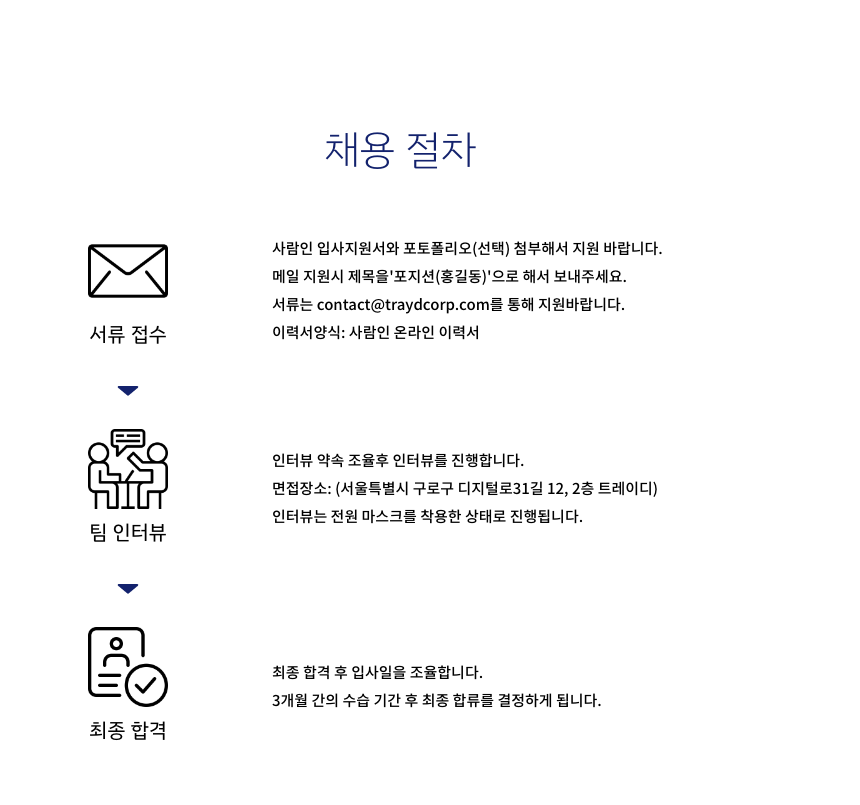 채용 절차
사람인 입사지원서와 포토폴리오(선택) 첨부해서 지원 바랍니다.
메일 지원시 제목을'포지션(홍길동)'으로 해서 보내주세요.
서류는 contact@traydcorp.com를 통해 지원바랍니다.
이력서양식: 사람인 온라인 이력서
서류 접수
인터뷰 약속 조율후 인터뷰를 진행합니다.
면접장소: (서울특별시 구로구 디지털로31길 12, 2층 트레이디)
인터뷰는 전원 마스크를 착용한 상태로 진행됩니다.
팀 인터뷰
최종 합격 후 입사일을 조율합니다.
3개월 간의 수습 기간 후 최종 합류를 결정하게 됩니다.
최종 합격